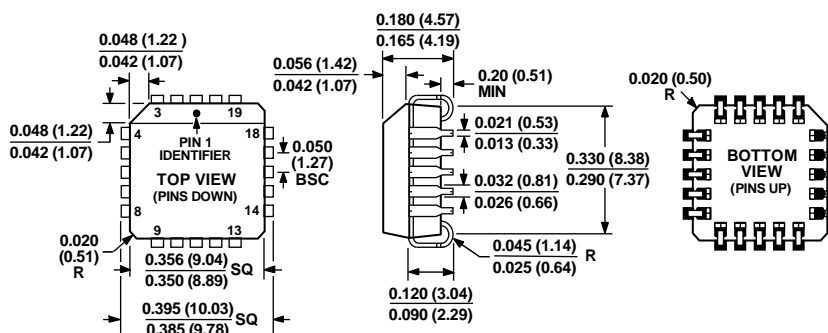 0.048 (1.22 )
0.042 (1.07)
0.048 (1.22)
0.042 (1.07)
3
19
4
18
PIN 1
IDENTIFIER
TOP VIEW
(PINS DOWN)
8
14
9
13
0.050
(1.27)
BSC
0.020
(0.51)
R
0.356 (9.04)
0.350 (8.89)
SQ
0.395 (10.03)
0.385 (9.78)
SQ
0.180 (4.57)
0.165 (4.19)
0.056 (1.42)
0.042 (1.07)
0.20 (0.51)
MIN
0.021 (0.53)
0.013 (0.33)
0.032 (0.81)
0.026 (0.66)
0.330 (8.38)
0.290 (7.37)
0.045 (1.14)
0.025 (0.64)
R
0.120 (3.04)
0.090 (2.29)
0.020 (0.50)
R
BOTTOM
VIEW
(PINS UP)